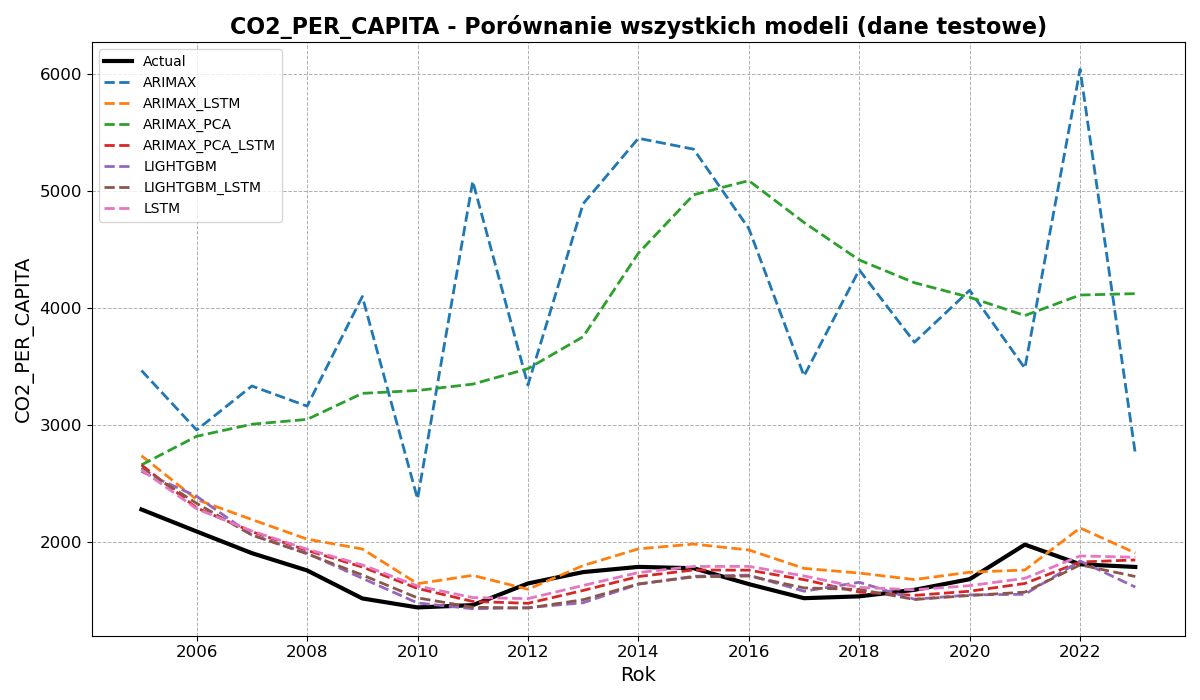 CO2_PER_CAPITA - Porównanie wszystkich modeli (dane testowe)
Actual
ARIMAX
ARIMAX_LSTM
ARIMAX_PCA
ARIMAX_PCA_LSTM
LIGHTGBM
LIGHTGBM_LSTM
LSTM
CO2_PER_CAPITA
6000
5000
4000
3000
2000
2006 2008 2010 2012 2014 2016 2018 2020 2022
Rok